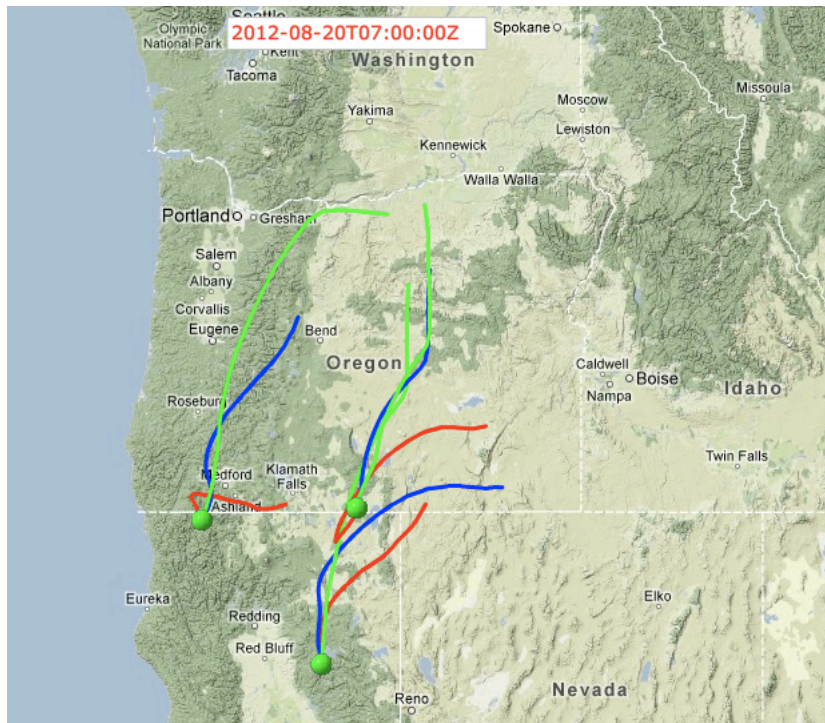 Seattle
Olympic
National Park
2012-08-20T07:00:00Z
Spokane
Kent
Washington
Tacoma
Missoula
Yakima
Moscow
Lewiston
Kennewick
Walla Walla
Portland
Gresham
Salem
Albany
Corvallis
Eugene
Bend
Oregon
Caldwell
Boise
Nampa
Idaho
Roseburg
Twin Falls
Medford
Klamath
Falls
Ashland
Eureka
Elko
Redding
Red Bluff
Nevada
Reno